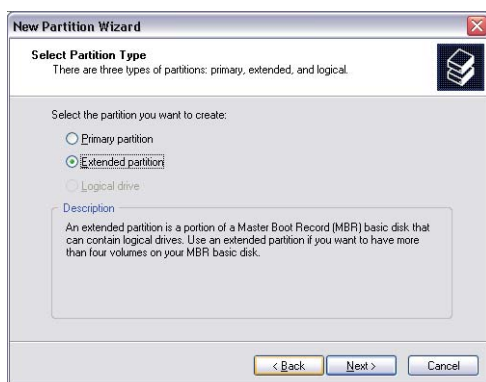 New Partition Wizard
Select Partition Type
There are three types of partitions: primary, extended, and logical.
Select the partition you want to create:
Primary partition
Extended partition
Logical drive
Description
An extended partition is a portion of a Master Boot Record (MBR) basic disk that
can contain logical drives. Use an extended partition if you want to have more
than four volumes on your MBR basic disk.
< Back Next > Cancel